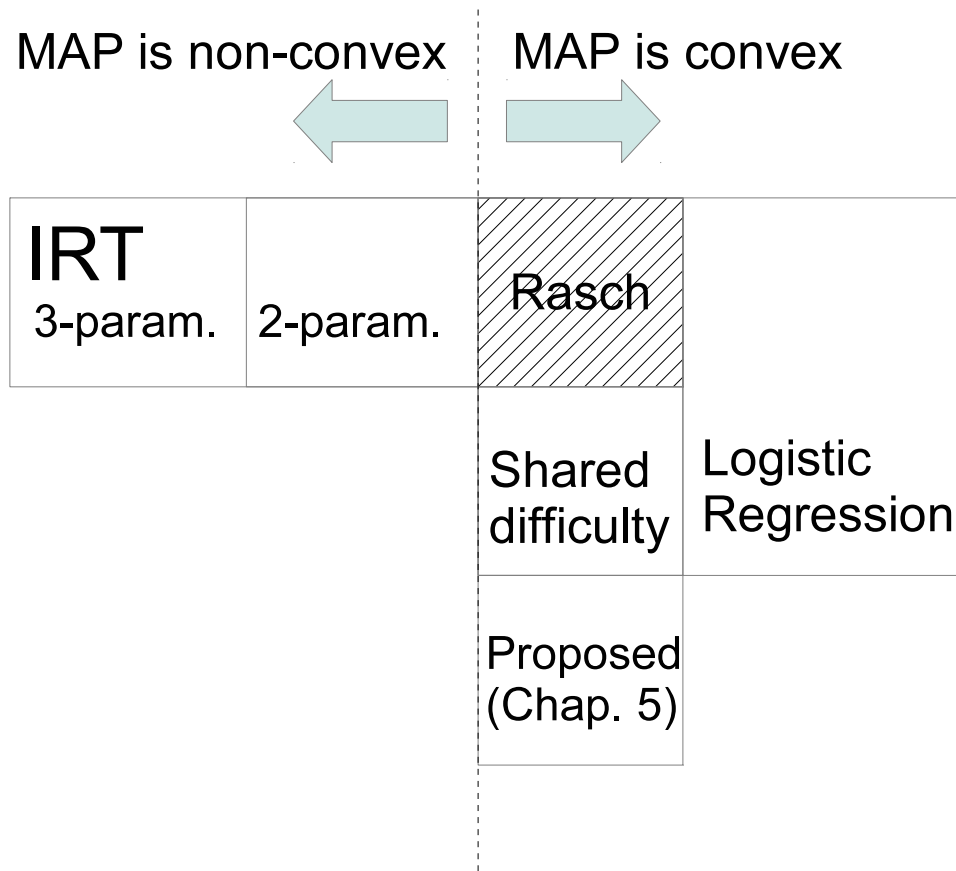 MAP is non-convex
MAP is convex
IRT
3-param.
2-param.
Rasch
Shared
difficulty
Logistic
Regression
Proposed
(Chap. 5)